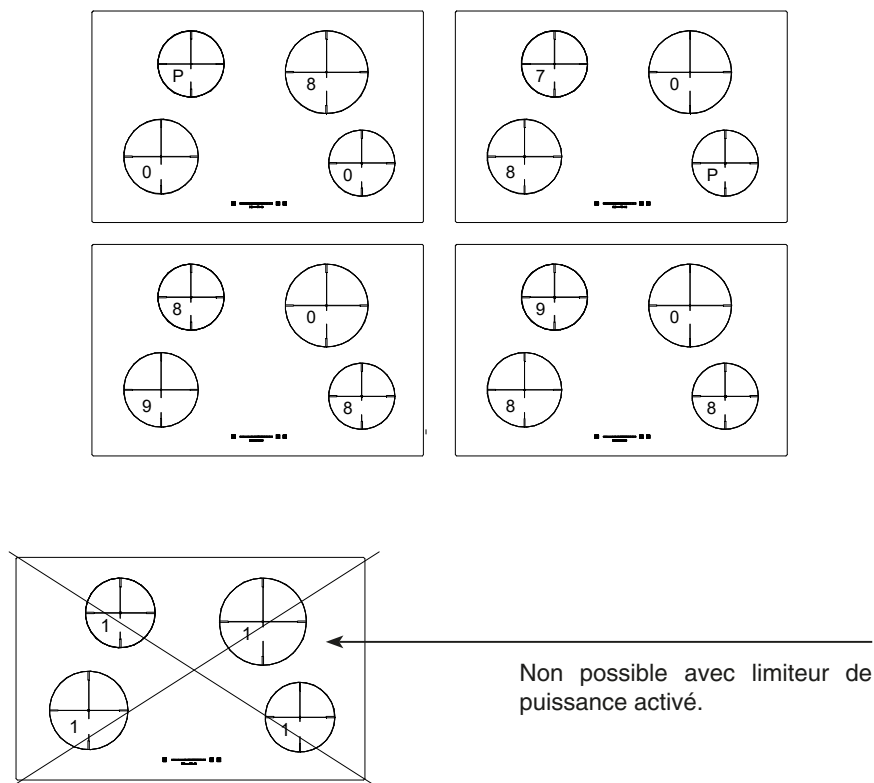 P 8
0 0
7 0
8 P
8 0
9 8
9 0
8 8
1 1
1 1
Non possible avec limiteur de
puissance activé.